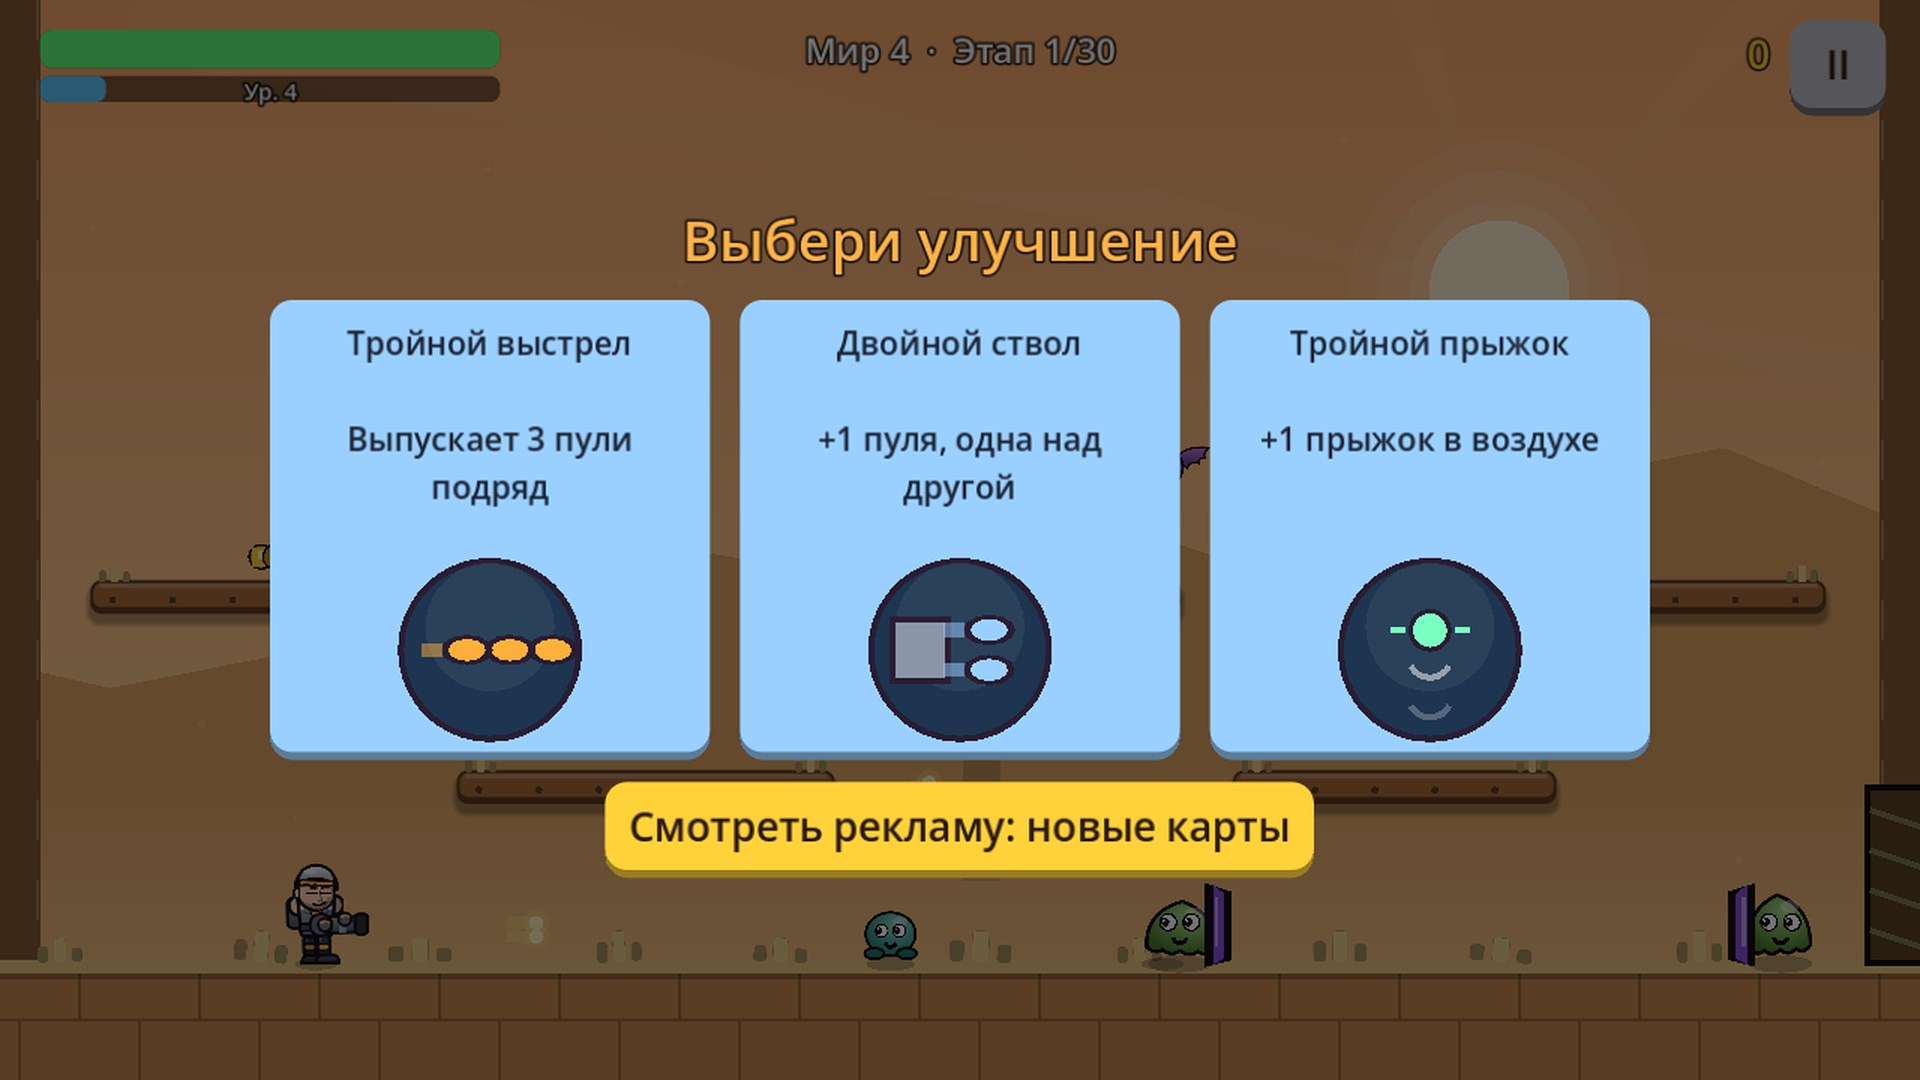 Мир 4 · Этап 1/30
0
Ур. 4
Выбери улучшение
Тройной выстрел
Выпускает 3 пули
подряд
Двойной ствол
+1 пуля, одна над
другой
Тройной прыжок
+1 прыжок в воздухе
Смотреть рекламу: новые карты